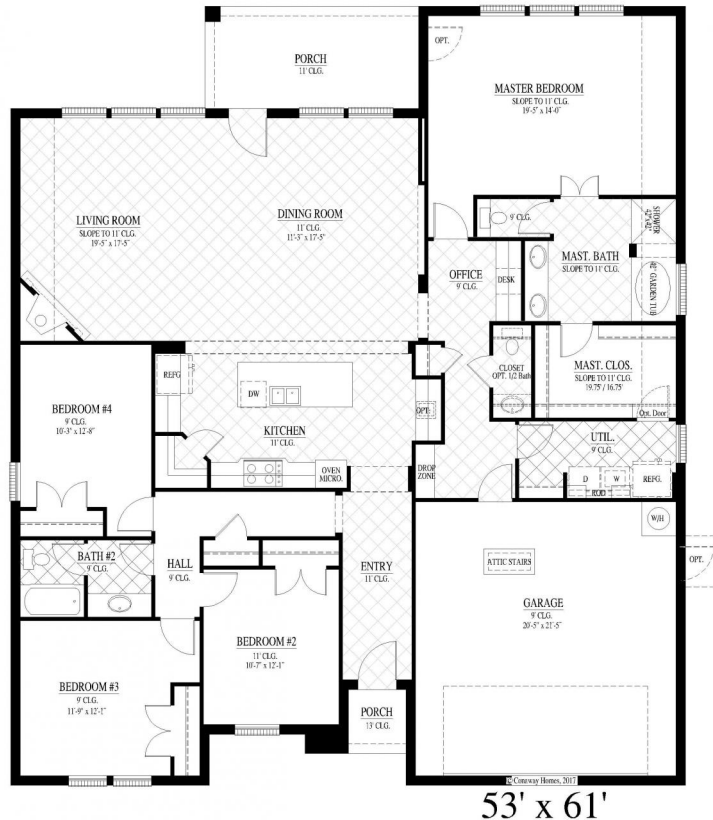 OPT.
PORCH
11' CLG.
MASTER BEDROOM
SLOPE TO 11' CLG.
19'-5" x 14'-0"
LIVING ROOM
SLOPE TO 11' CLG.
19'-5" x 17'-5"
DINING ROOM
11' CLG.
11'-3" x 17'-5"
9' CLG.
SHOWER
42"x42"
MAST. BATH
SLOPE TO 11' CLG.
42" GARDEN TUB
OFFICE
9' CLG.
DESK
REFG
DW
KITCHEN
11' CLG.
OVEN
MICRO.
CLOSET
OPT. 1/2 Bath
MAST. CLOS.
SLOPE TO 11' CLG.
19.75' / 16.75'
Opt. Door
OPT.
BEDROOM #4
9' CLG.
10'-3" x 12'-8"
UTIL.
9' CLG.
D
W
REFG.
ROD
DROP
ZONE
W/H
OPT.
BATH #2
9' CLG.
HALL
9' CLG.
ENTRY
11' CLG.
ATTIC STAIRS
GARAGE
9' CLG.
20'-5" x 21'-5"
BEDROOM #2
11' CLG.
10'-7" x 12'-1"
BEDROOM #3
9' CLG.
11'-9" x 12'-1"
PORCH
13' CLG.
© Conaway Homes, 2017
53' x 61'